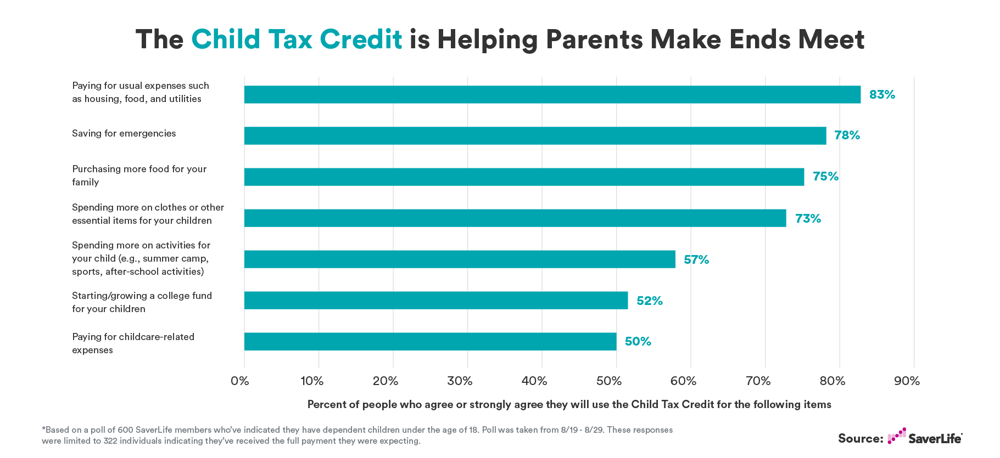 The Child Tax Credit is Helping Parents Make Ends Meet
Paying for usual expenses such
as housing, food, and utilities
83%
Saving for emergencies
78%
Purchasing more food for your
family
75%
Spending more on clothes or other
essential items for your children
73%
Spending more on activities for
your child (e.g., summer camp,
sports, after-school activities)
57%
Starting/growing a college fund
for your children
52%
Paying for childcare-related
expenses
50%
0% 10% 20% 30% 40% 50% 60% 70% 80% 90%
Percent of people who agree or strongly agree they will use the Child Tax Credit for the following items
*Based on a poll of 600 SaverLife members who've indicated they have dependent children under the age of 18. Poll was taken from 8/19 - 8/29. These responses
were limited to 322 individuals indicating they've received the full payment they were expecting.
Source: SaverLife